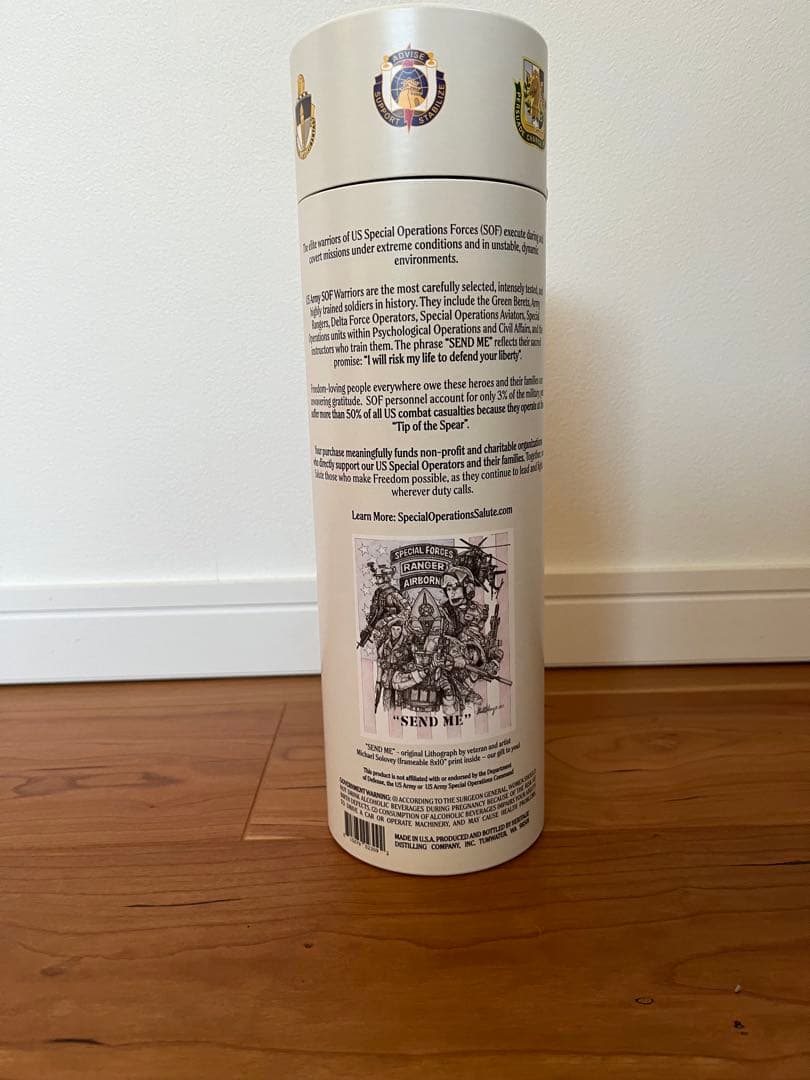 ADVISE
SUPPORT STABILIZE
The elite warriors of US Special Operations Forces (SOF) execute daring
covert missions under extreme conditions and in unstable, dynamic
environments.
US Army SOF Warriors are the most carefully selected, intensely tested,
highly trained soldiers in history. They include the Green Berets, Army
Rangers, Delta Force Operators, Special Operations Aviators, Special
Operations units within Psychological Operations and Civil Affairs, and the
instructors who train them. The phrase "SEND ME" reflects their sacred
promise: "I will risk my life to defend your liberty".
Freedom-loving people everywhere owe these heroes and their families
gratitude. SOF personnel account for only 3% of the military,
suffer more than 50% of all US combat casualties because they operate at the
"Tip of the Spear".
Your purchase meaningfully funds non-profit and charitable organizations
who directly support our US Special Operators and their families. Together,
Salute those who make Freedom possible, as they continue to lead and fight
wherever duty calls.
Learn More: SpecialOperationsSalute.com
SPECIAL FORCES
RANGER
AIRBORN
"SEND ME"
"SEND ME" - original Lithograph by veteran and artist
Michael Solovey (frameable 8x10" print inside - our gift to you)
This product is not affiliated with or endorsed by the Department
of Defense, the US Army or US Army Special Operations Command
GOVERNMENT WARNING: (1) ACCORDING TO THE SURGEON GENERAL, WOMEN SHOULD
NOT DRINK ALCOHOLIC BEVERAGES DURING PREGNANCY BECAUSE OF THE RISK OF
BIRTH DEFECTS. (2) CONSUMPTION OF ALCOHOLIC BEVERAGES IMPAIRS YOUR ABILITY
TO DRIVE A CAR OR OPERATE MACHINERY, AND MAY CAUSE HEALTH PROBLEMS.
MADE IN U.S.A. PRODUCED AND BOTTLED BY HERITAGE
DISTILLING COMPANY, INC. TUMWATER, WA